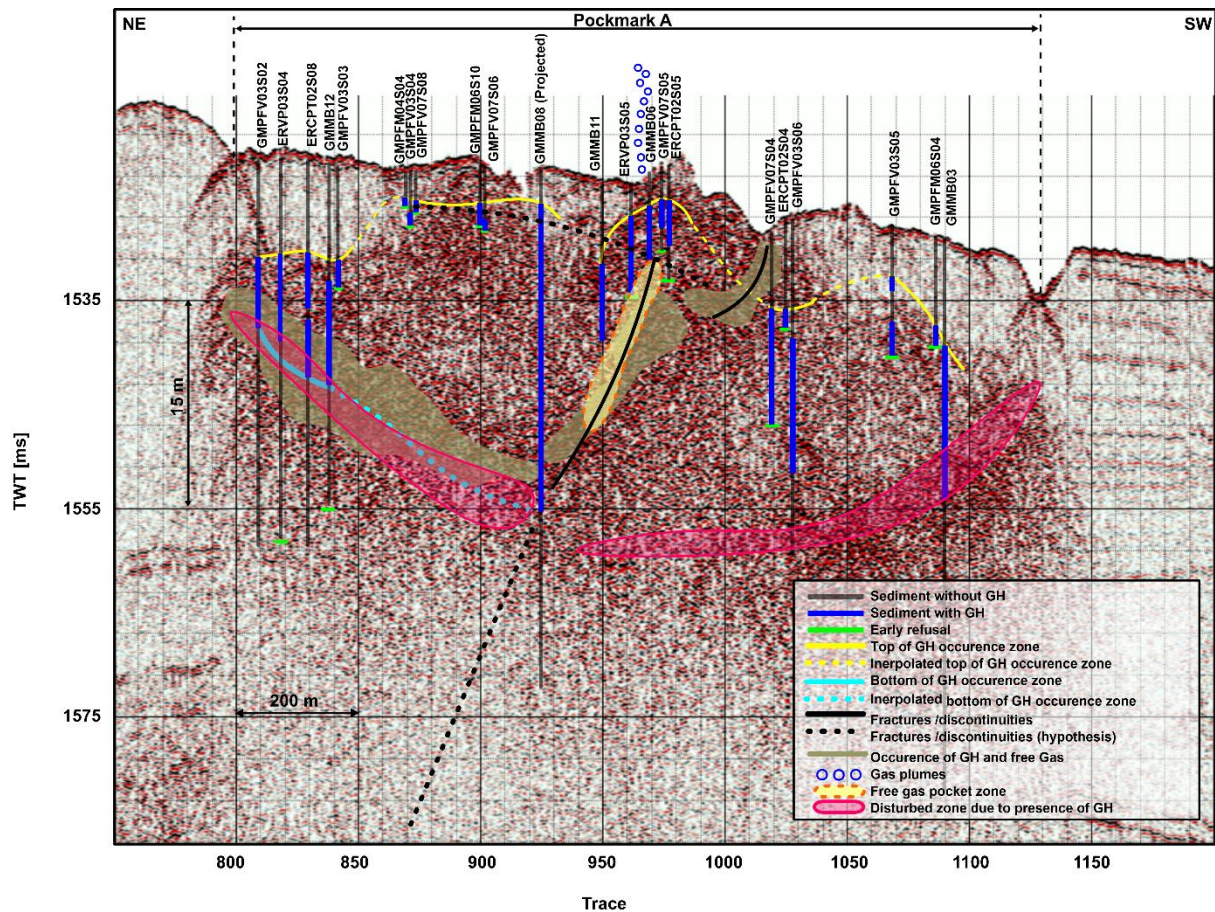 NE
Pockmark A
SW
GMPFV03S02
ERVP03S04
ERCPT02S08
GMMB12
GMPFV03S03
GMPFM04S04
GMPFV03S04
GMPFV07S08
GMPFM06S10
GMPFV07S06
GMMB08 (Projected)
GMMB11
ERVP03S05
GMMB06
GMPFV07S05
ERCPT02S05
GMPFV07S04
ERCPT02S04
GMPFV03S06
GMPFV03S05
GMPFM06S04
GMMB03
1535
15 m
TWT [ms]
1555
200 m
1575
Sediment without GH
Sediment with GH
Early refusal
Top of GH occurence zone
Inerpolated top of GH occurence zone
Bottom of GH occurence zone
Inerpolated bottom of GH occurence zone
Fractures /discontinuities
Fractures /discontinuities (hypothesis)
Occurence of GH and free Gas
Gas plumes
Free gas pocket zone
Disturbed zone due to presence of GH
800 850 900 950 1000 1050 1100 1150
Trace